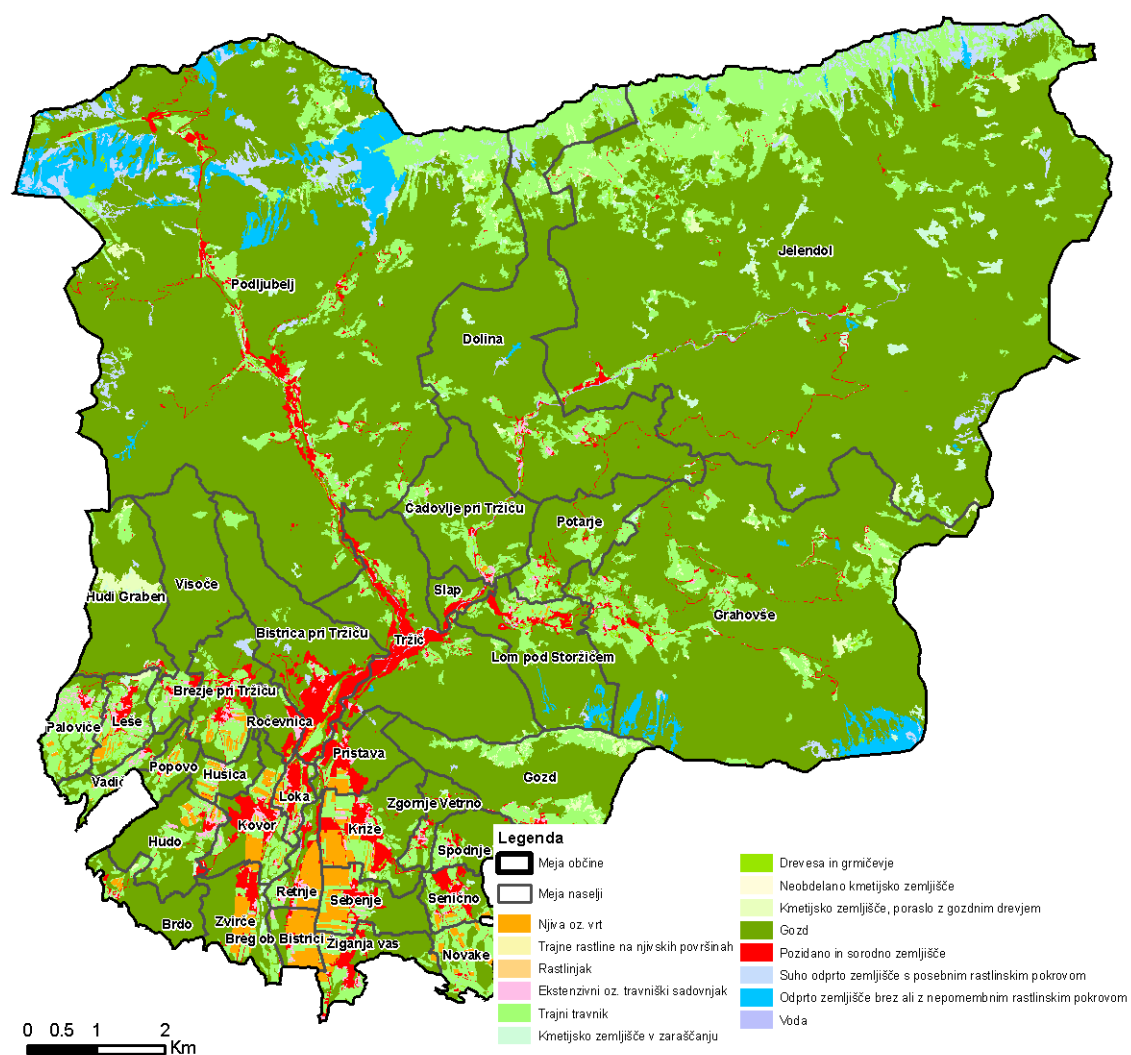 Jelendol
Podljubelj
Dolina
Čadovlje pri Tržiču
Potarje
Visoče
Slap
Hudi Graben
Grahovše
Bistrica pri Tržiču
Tržič
Lom pod Storžičem
Brezje pri Tržiču
Paloviče
Leše
Ročevnica
Pristava
Popovo
Vadiče
Hušica
Gozd
Loka
Zgornje Vetrno
Kovor
Križe
Hudo
Spodnje
Retnje
Sebenje
Senično
Brdo
Zvirče
Breg ob Bistrici
Žiganja vas
Novake
Legenda
Meja občine
Meja naselji
Njiva oz. vrt
Trajne rastline na njivskih površinah
Rastlinjak
Ekstenzivni oz. travniški sadovnjak
Trajni travnik
Kmetijsko zemljišče v zaraščanju
Drevesa in grmičevje
Neobdelano kmetijsko zemljišče
Kmetijsko zemljišče, poraslo z gozdnim drevjem
Gozd
Pozidano in sorodno zemljišče
Suho odprto zemljišče s posebnim rastlinskim pokrovom
Odprto zemljišče brez ali z nepomembnim rastlinskim pokrovom
Voda
0 0.5 1 2
Km